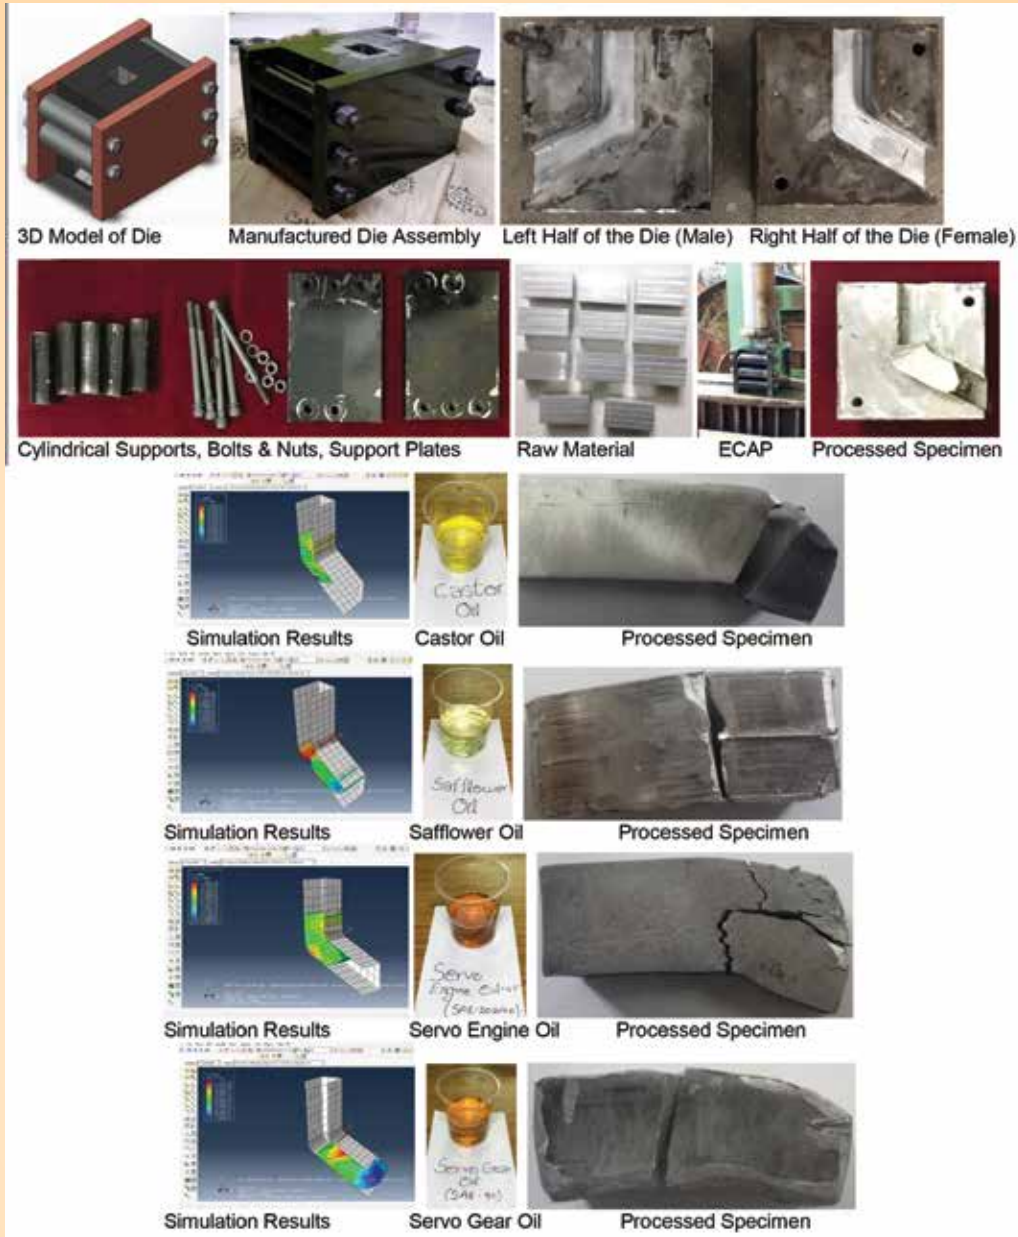 3D Model of Die
Manufactured Die Assembly
Left Half of the Die (Male)
Right Half of the Die (Female)
Cylindrical Supports, Bolts & Nuts, Support Plates
Raw Material
ECAP
Processed Specimen
Castor
Oil
Simulation Results
Castor Oil
Processed Specimen
Safflower
Oil
Simulation Results
Safflower Oil
Processed Specimen
Servo
Engine
Simulation Results
Servo Engine Oil
Processed Specimen
Servo Gear
Oil
Simulation Results
Servo Gear Oil
Processed Specimen